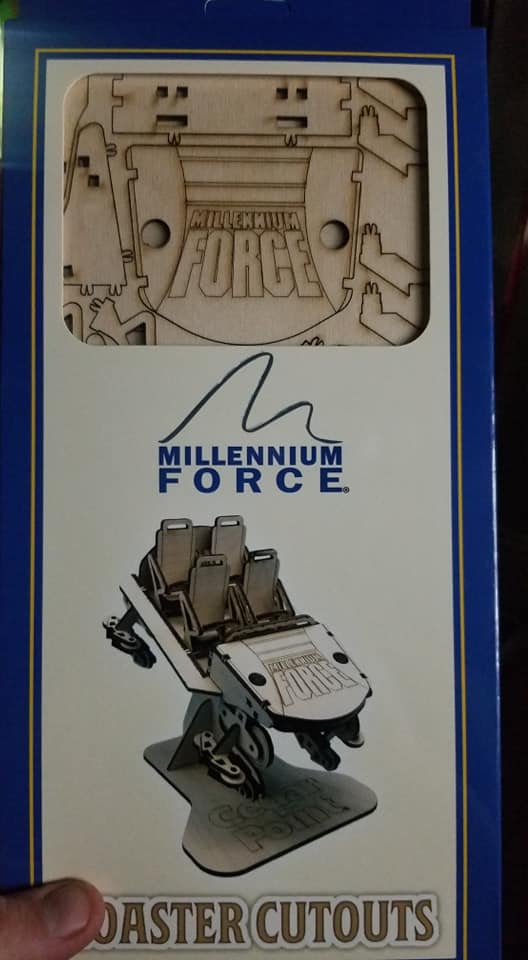 MILLENNIUM
FORCE
MILLENNIUM
FORCE®
MILLENNIUM
FORCE
CEDAR
POINT
OASTER CUTOUTS